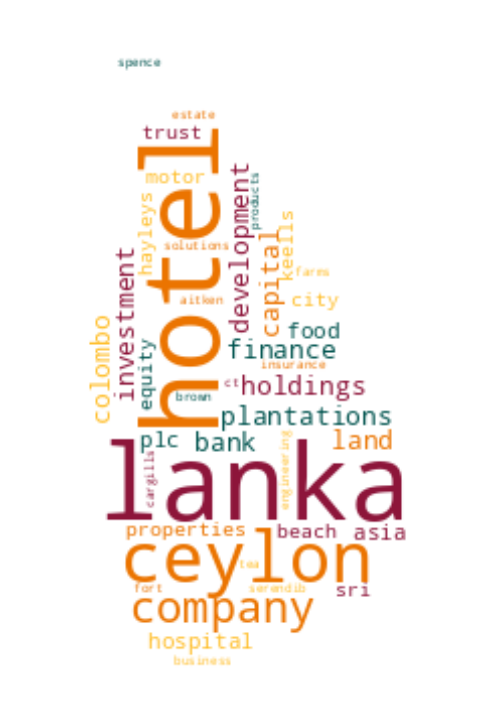 spence
estate
trust
motor
hotel
development
products
hayleys
keells
solutions
capital
investment
farms
aitken
city
colombo
food
equity
finance
insurance
ct
holdings
brown
plantations
plc
bank
land
engineering
cargills
lanka
properties
beach
asia
ceylon
tea
fort
serendib
sri
company
hospital
business